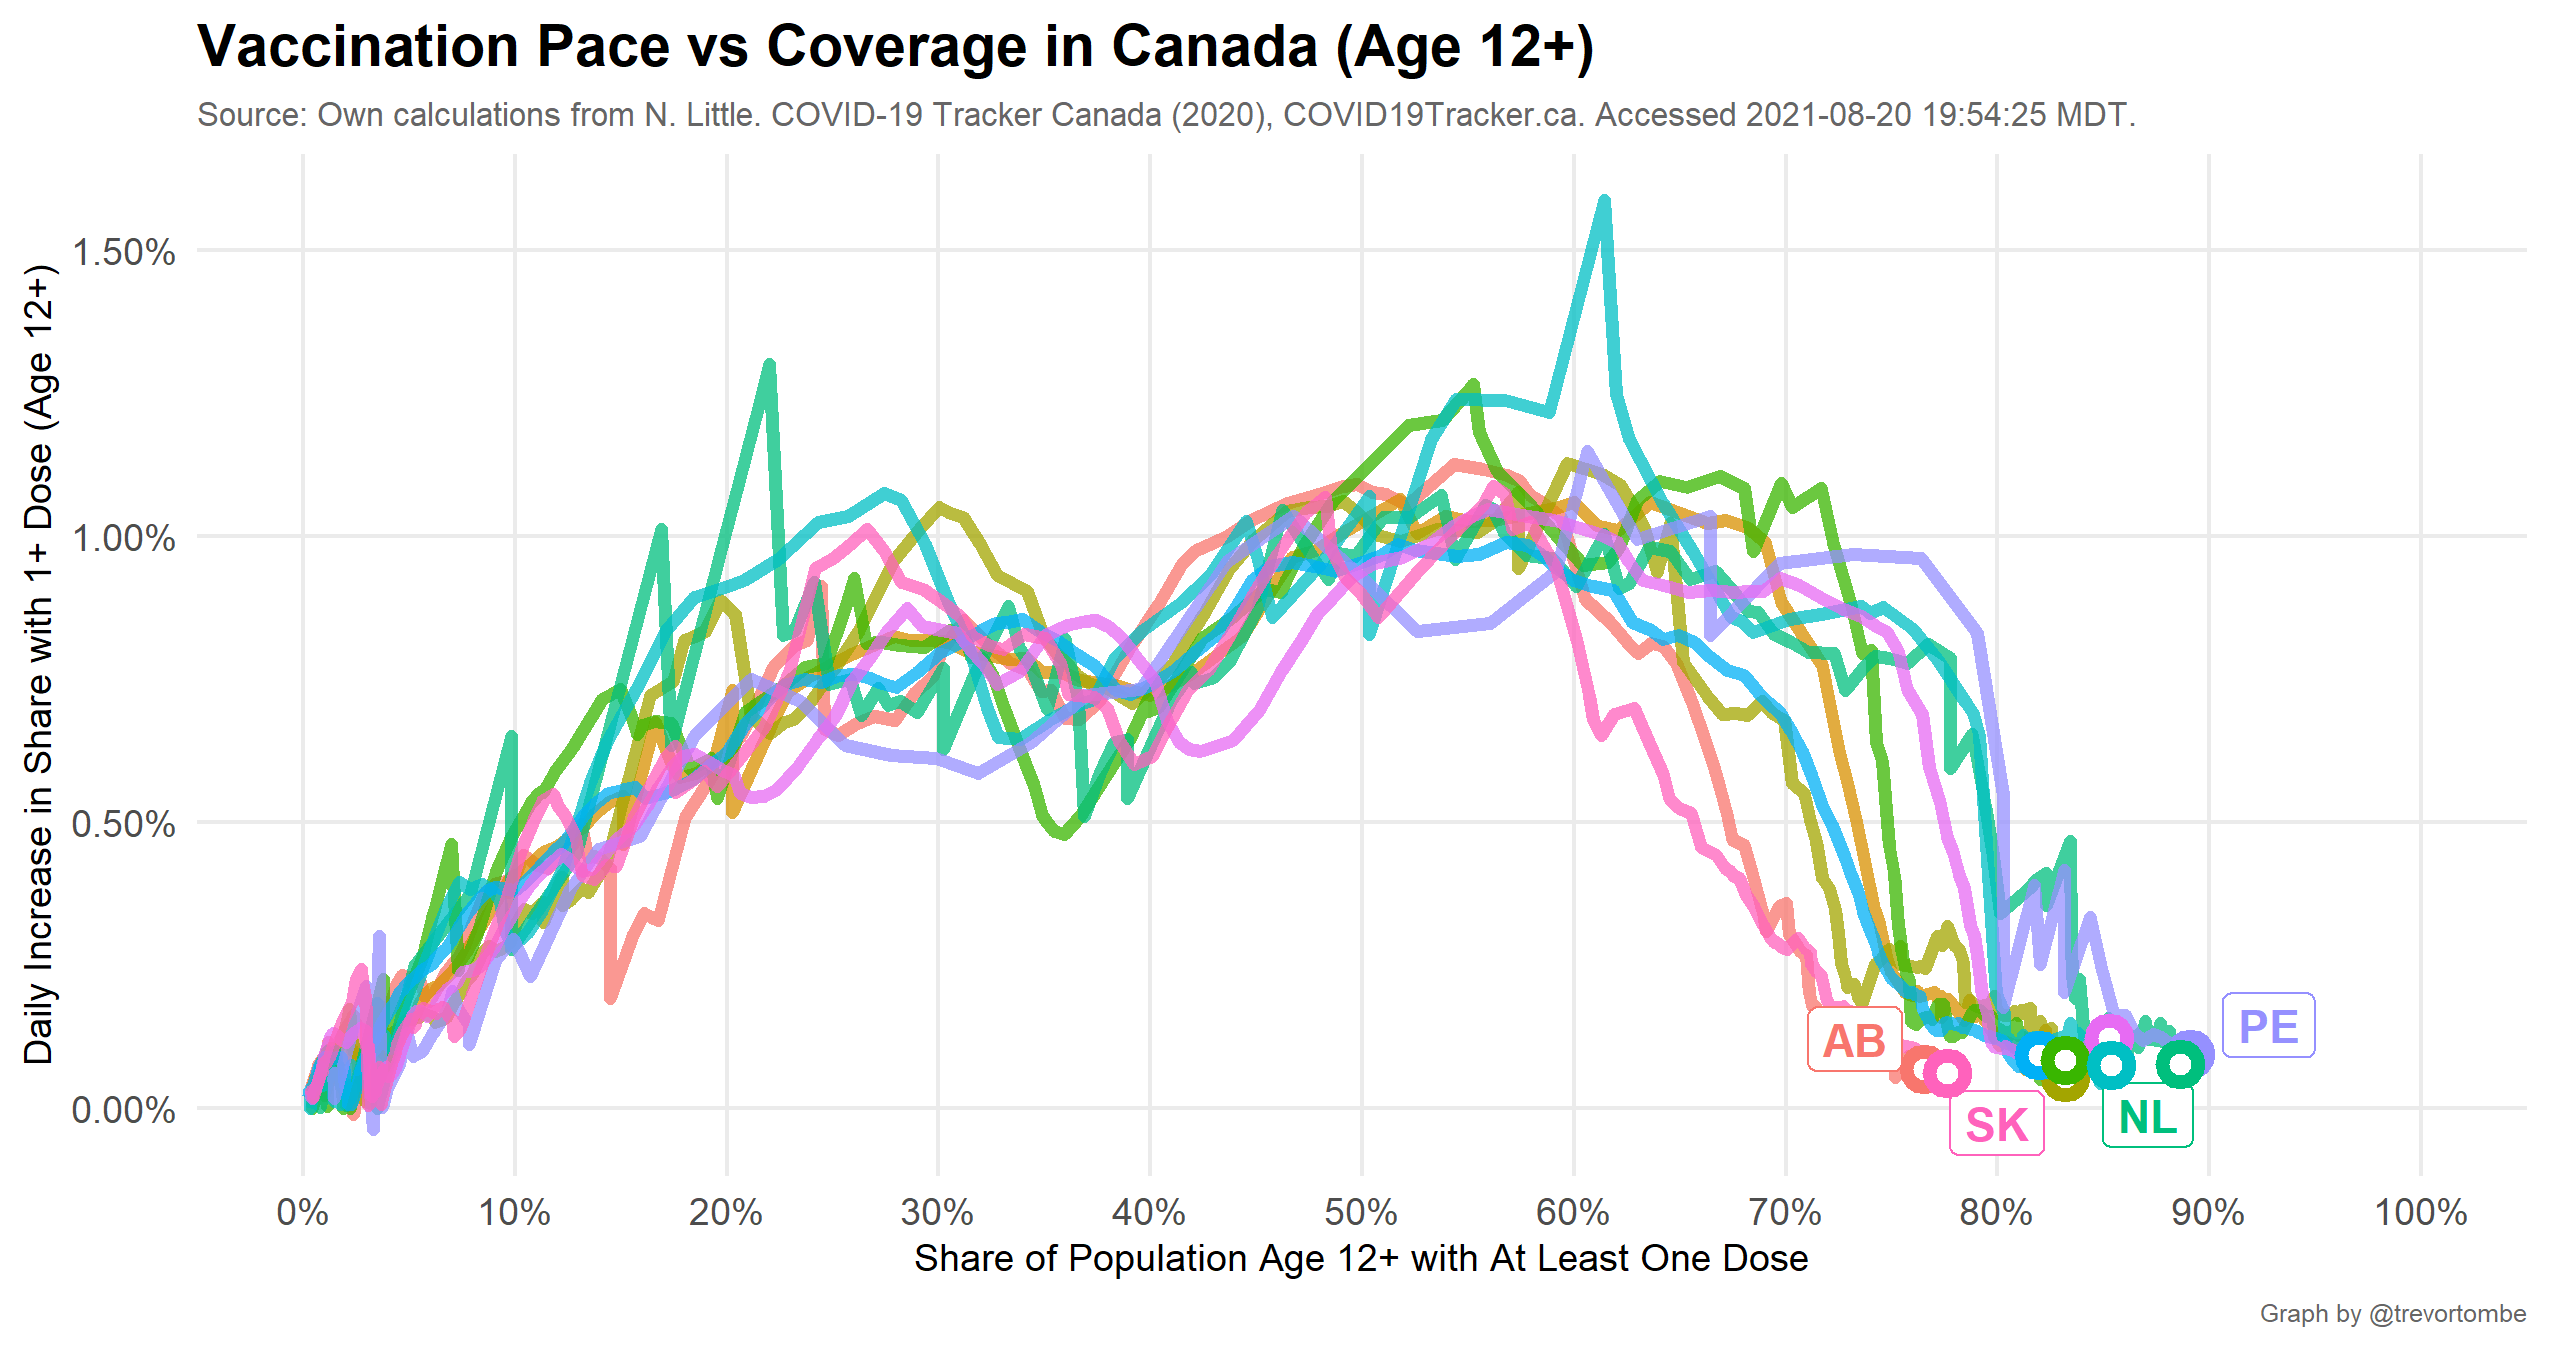 Vaccination Pace vs Coverage in Canada (Age 12+)
Source: Own calculations from N. Little. COVID-19 Tracker Canada (2020), COVID19Tracker.ca. Accessed 2021-08-20 19:54:25 MDT.
Daily Increase in Share with 1+ Dose (Age 12+)
1.50%
1.00%
0.50%
0.00%
PE
AB
SK
NL
0% 10% 20% 30% 40% 50% 60% 70% 80% 90% 100%
Share of Population Age 12+ with At Least One Dose
Graph by @trevortombe